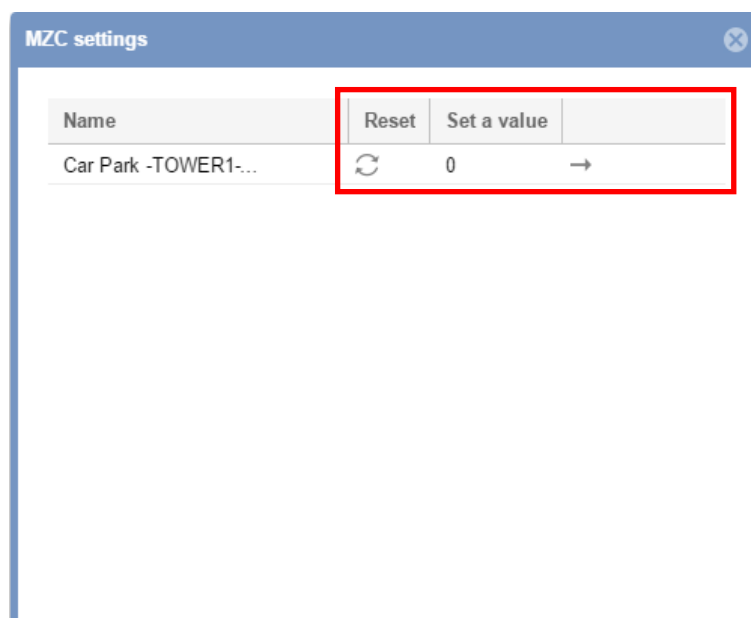 MZC settings
Name Reset Set a value
Car Park -TOWER1-... 0 →